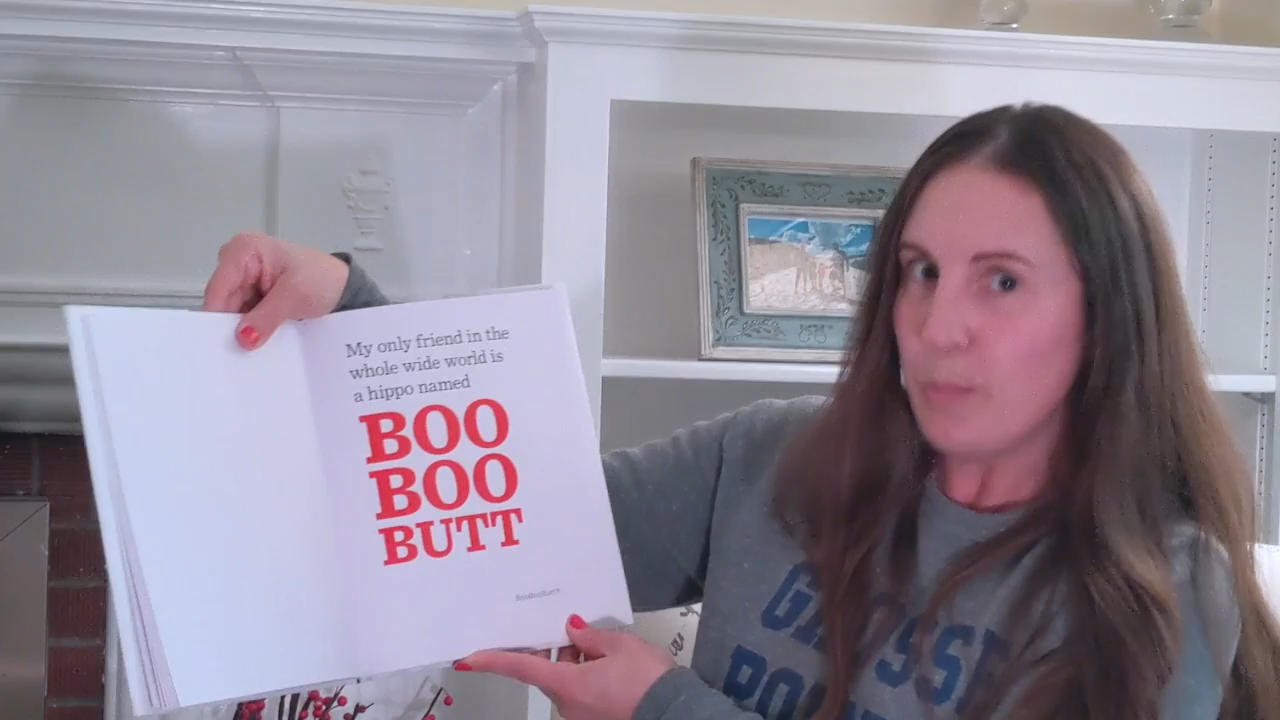 My only friend in the
whole wide world is
a hippo named
BOO
BOO
BUTT